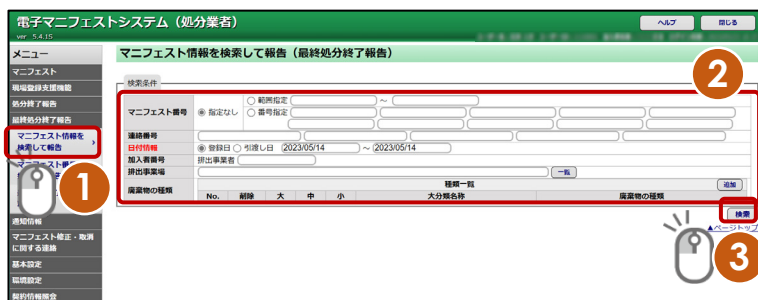 電子マニフェストシステム（処分業者）
ver 5.4.15
ヘルプ
閉じる
メニュー
マニフェスト
現場登録支援機能
処分終了報告
最終処分終了報告
マニフェスト情報を
検索して報告
通知情報
マニフェスト修正・取消
に関する連絡
基本設定
環境設定
契約情報照会
マニフェスト情報を検索して報告（最終処分終了報告）
検索条件
マニフェスト番号 指定なし 範囲指定 ～
番号指定
連絡番号
日付情報 登録日 引渡し日 2023/05/14 ～ 2023/05/14
加入者番号 排出事業者
排出事業場 一覧
廃棄物の種類 種類一覧 追加
No. 削除 大 中 小 大分類名称 廃棄物の種類
検索
▲ページトップ
1
2
3